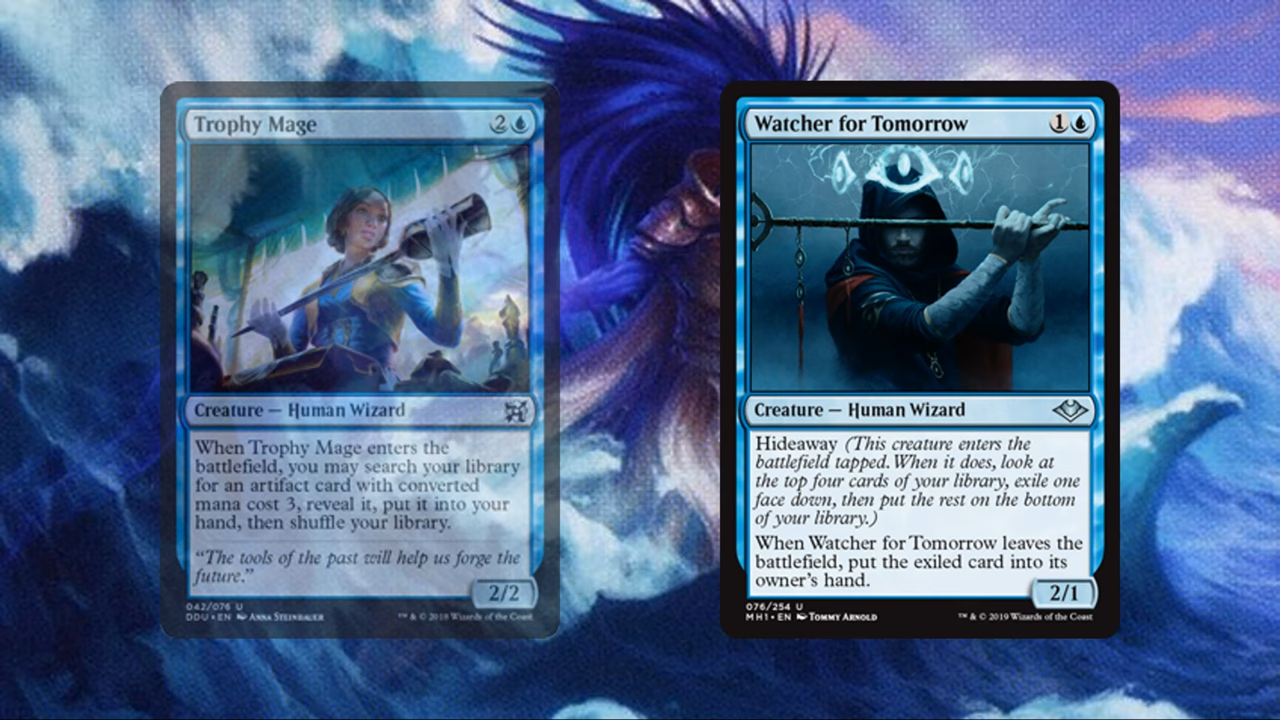 Trophy Mage 2
Creature — Human Wizard
When Trophy Mage enters the
battlefield, you may search your library
for an artifact card with converted
mana cost 3, reveal it, put it into your
hand, then shuffle your library.
"The tools of the past will help us forge the
future."
2/2
042/076 U
DDU • EN Anna Steinbauer
™ & © 2018 Wizards of the Coast
Watcher for Tomorrow 1
Creature — Human Wizard
Hideaway (This creature enters the
battlefield tapped. When it does, look at
the top four cards of your library, exile one
face down, then put the rest on the bottom
of your library.)
When Watcher for Tomorrow leaves the
battlefield, put the exiled card into its
owner's hand.
2/1
076/254 U
MH1 • EN Tommy Arnold
™ & © 2019 Wizards of the Coast